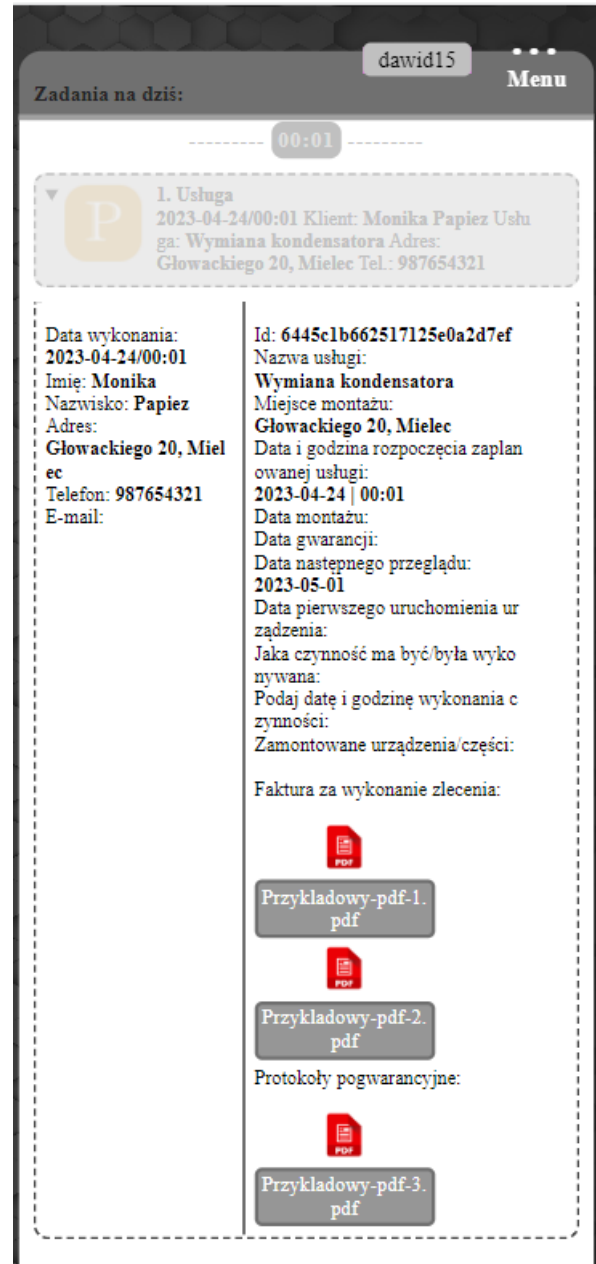 dawid15
Menu
Zadania na dziś:
--------- 00:01 ---------
P
1. Usługa
2023-04-24/00:01 Klient: Monika Papiez Usłu
ga: Wymiana kondensatora Adres:
Głowackiego 20, Mielec Tel.: 987654321
Data wykonania:
2023-04-24/00:01
Imię: Monika
Nazwisko: Papiez
Adres:
Głowackiego 20, Miel
ec
Telefon: 987654321
E-mail:
Id: 6445c1b662517125e0a2d7ef
Nazwa usługi:
Wymiana kondensatora
Miejsce montażu:
Głowackiego 20, Mielec
Data i godzina rozpoczęcia zaplan
owanej usługi:
2023-04-24 | 00:01
Data montażu:
Data gwarancji:
Data następnego przeglądu:
2023-05-01
Data pierwszego uruchomienia ur
ządzenia:
Jaka czynność ma być/była wyko
nywana:
Podaj datę i godzinę wykonania c
zynności:
Zamontowane urządzenia/części:
Faktura za wykonanie zlecenia:
PDF
Przykladowy-pdf-1.
pdf
PDF
Przykladowy-pdf-2.
pdf
Protokoły pogwarancyjne:
PDF
Przykladowy-pdf-3.
pdf